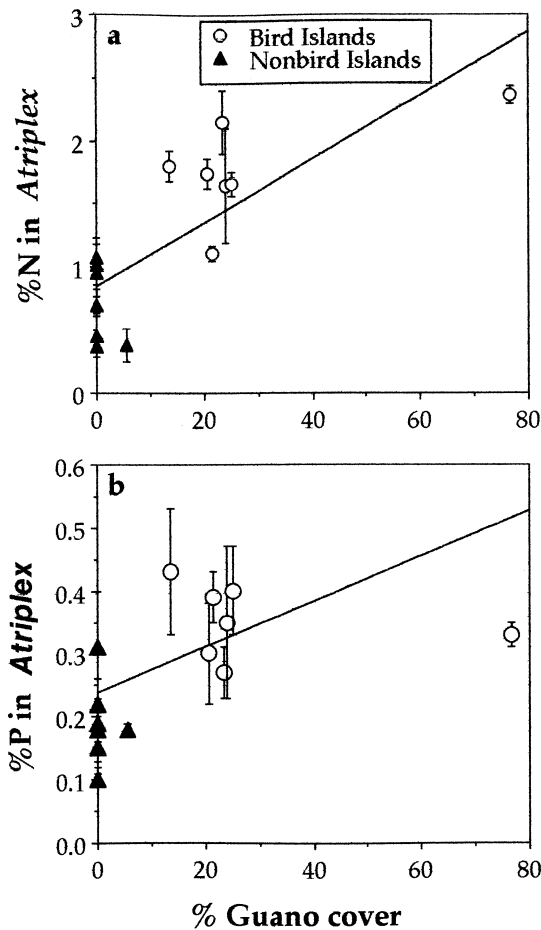 3
a
Bird Islands
Nonbird Islands
2
%N in Atriplex
1
0
0 20 40 60 80
0.6
b
0.5
0.4
%P in Atriplex
0.3
0.2
0.1
0.0
0 20 40 60 80
% Guano cover